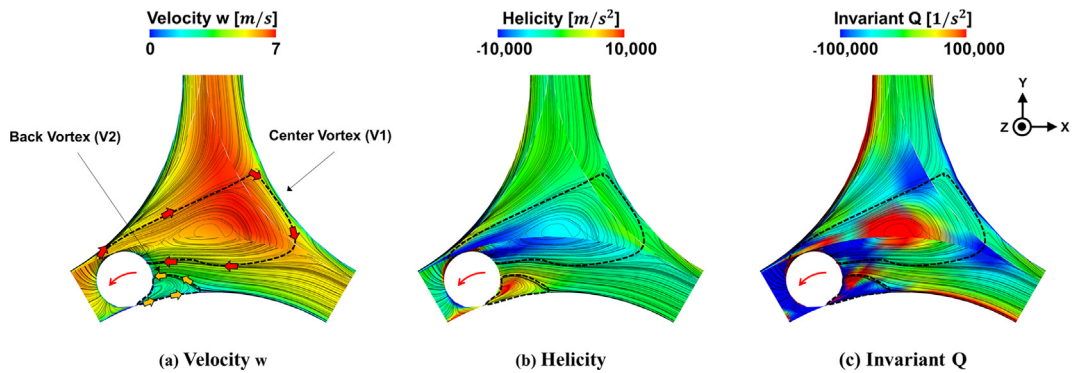 Velocity w [m/s]
0 7
Helicity [m/s²]
-10,000 10,000
Invariant Q [1/s²]
-100,000 100,000
Back Vortex (V2)
Center Vortex (V1)
Y
Z X
(a) Velocity w
(b) Helicity
(c) Invariant Q